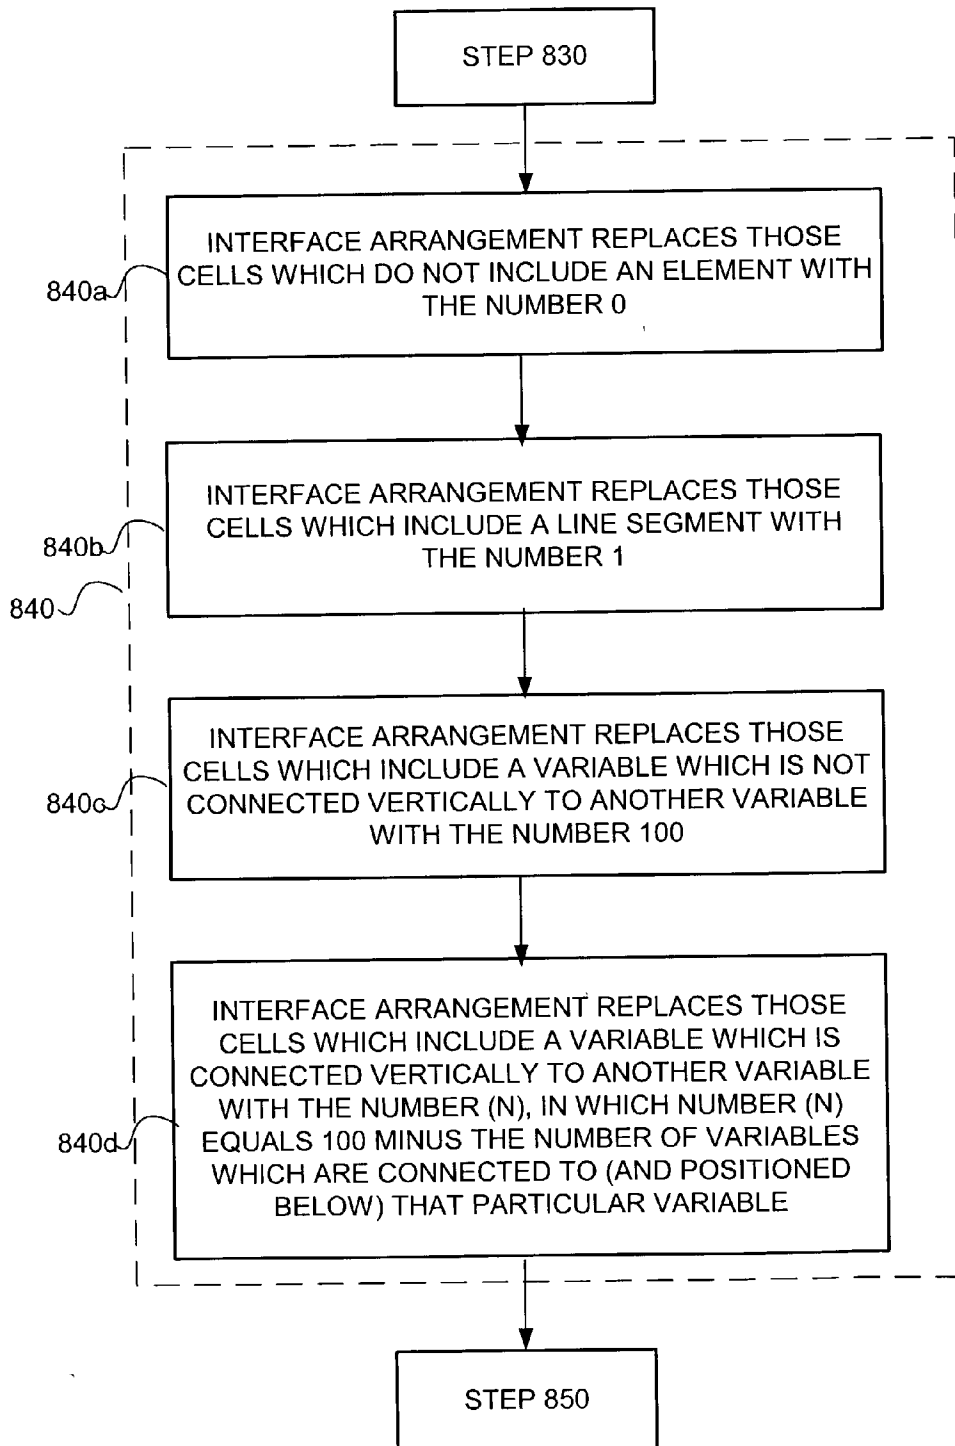 STEP 830
INTERFACE ARRANGEMENT REPLACES THOSE
CELLS WHICH DO NOT INCLUDE AN ELEMENT WITH
THE NUMBER 0
840a
INTERFACE ARRANGEMENT REPLACES THOSE
CELLS WHICH INCLUDE A LINE SEGMENT WITH
THE NUMBER 1
840b
840
INTERFACE ARRANGEMENT REPLACES THOSE
CELLS WHICH INCLUDE A VARIABLE WHICH IS NOT
CONNECTED VERTICALLY TO ANOTHER VARIABLE
WITH THE NUMBER 100
840c
INTERFACE ARRANGEMENT REPLACES THOSE
CELLS WHICH INCLUDE A VARIABLE WHICH IS
CONNECTED VERTICALLY TO ANOTHER VARIABLE
WITH THE NUMBER (N), IN WHICH NUMBER (N)
EQUALS 100 MINUS THE NUMBER OF VARIABLES
WHICH ARE CONNECTED TO (AND POSITIONED
BELOW) THAT PARTICULAR VARIABLE
840d
STEP 850